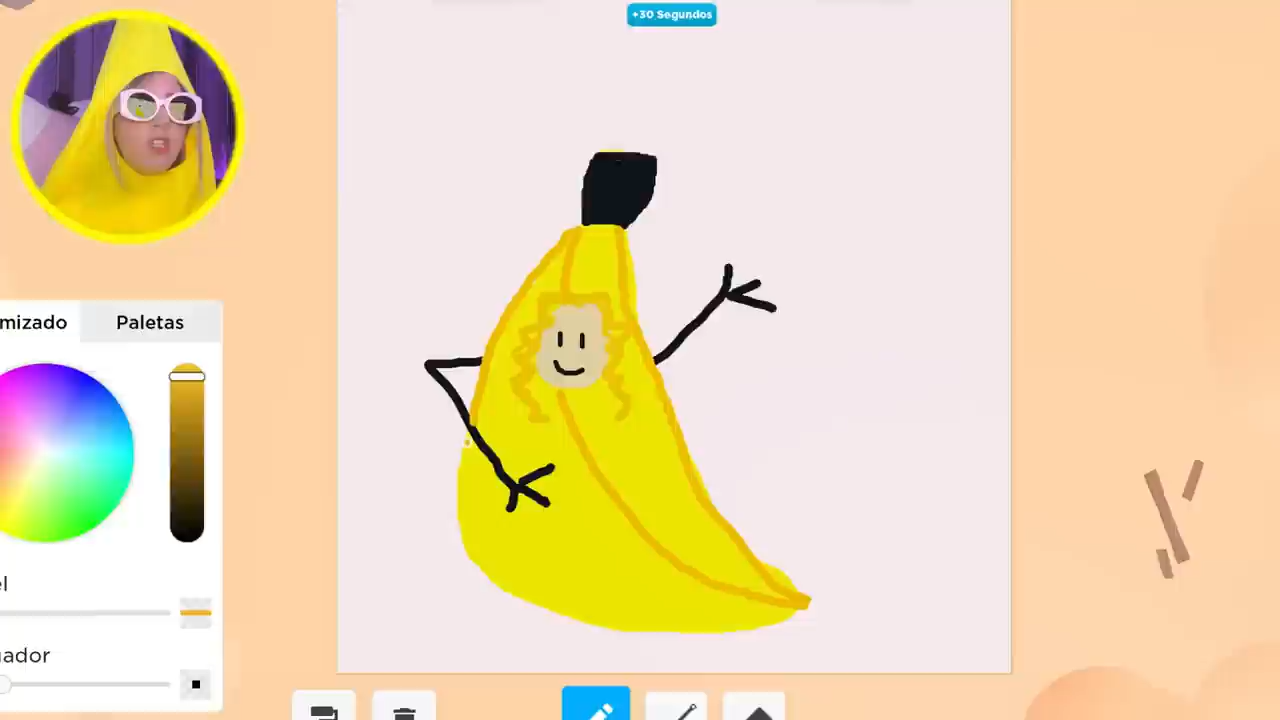 +30 Segundos
mizado
Paletas
el
ador